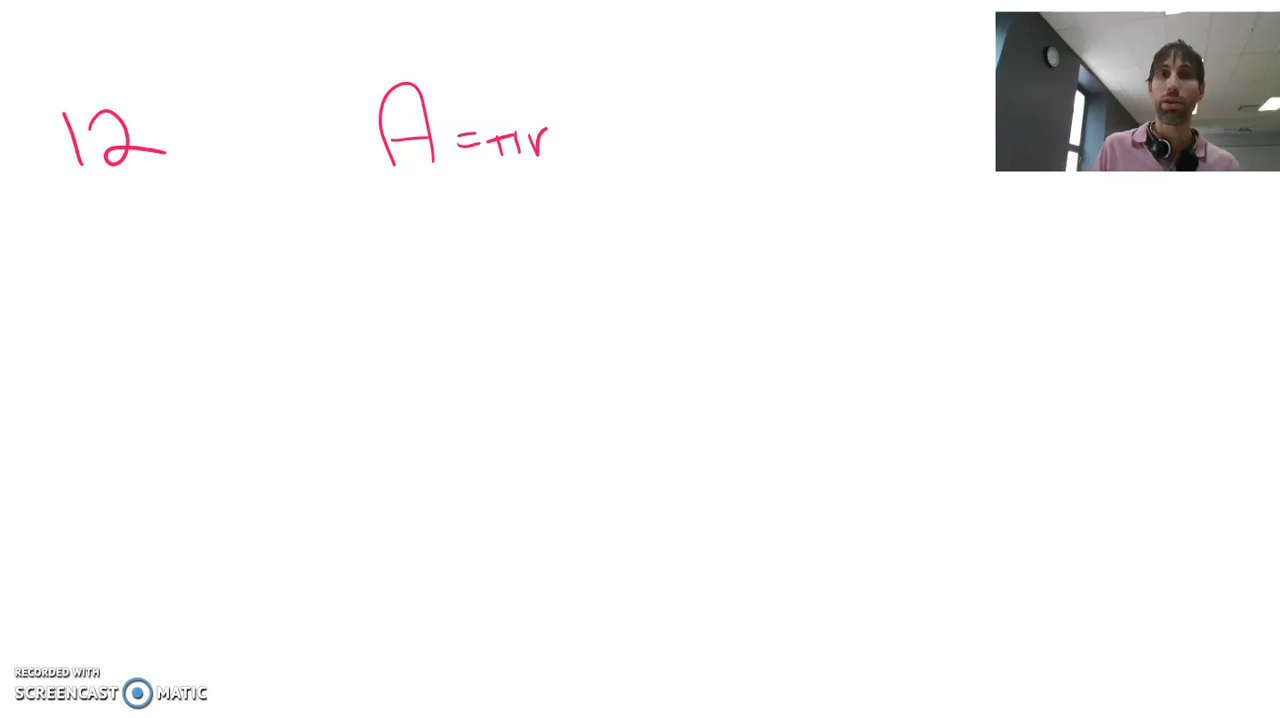 12 A = πr
RECORDED WITH
SCREENCAST MATIC